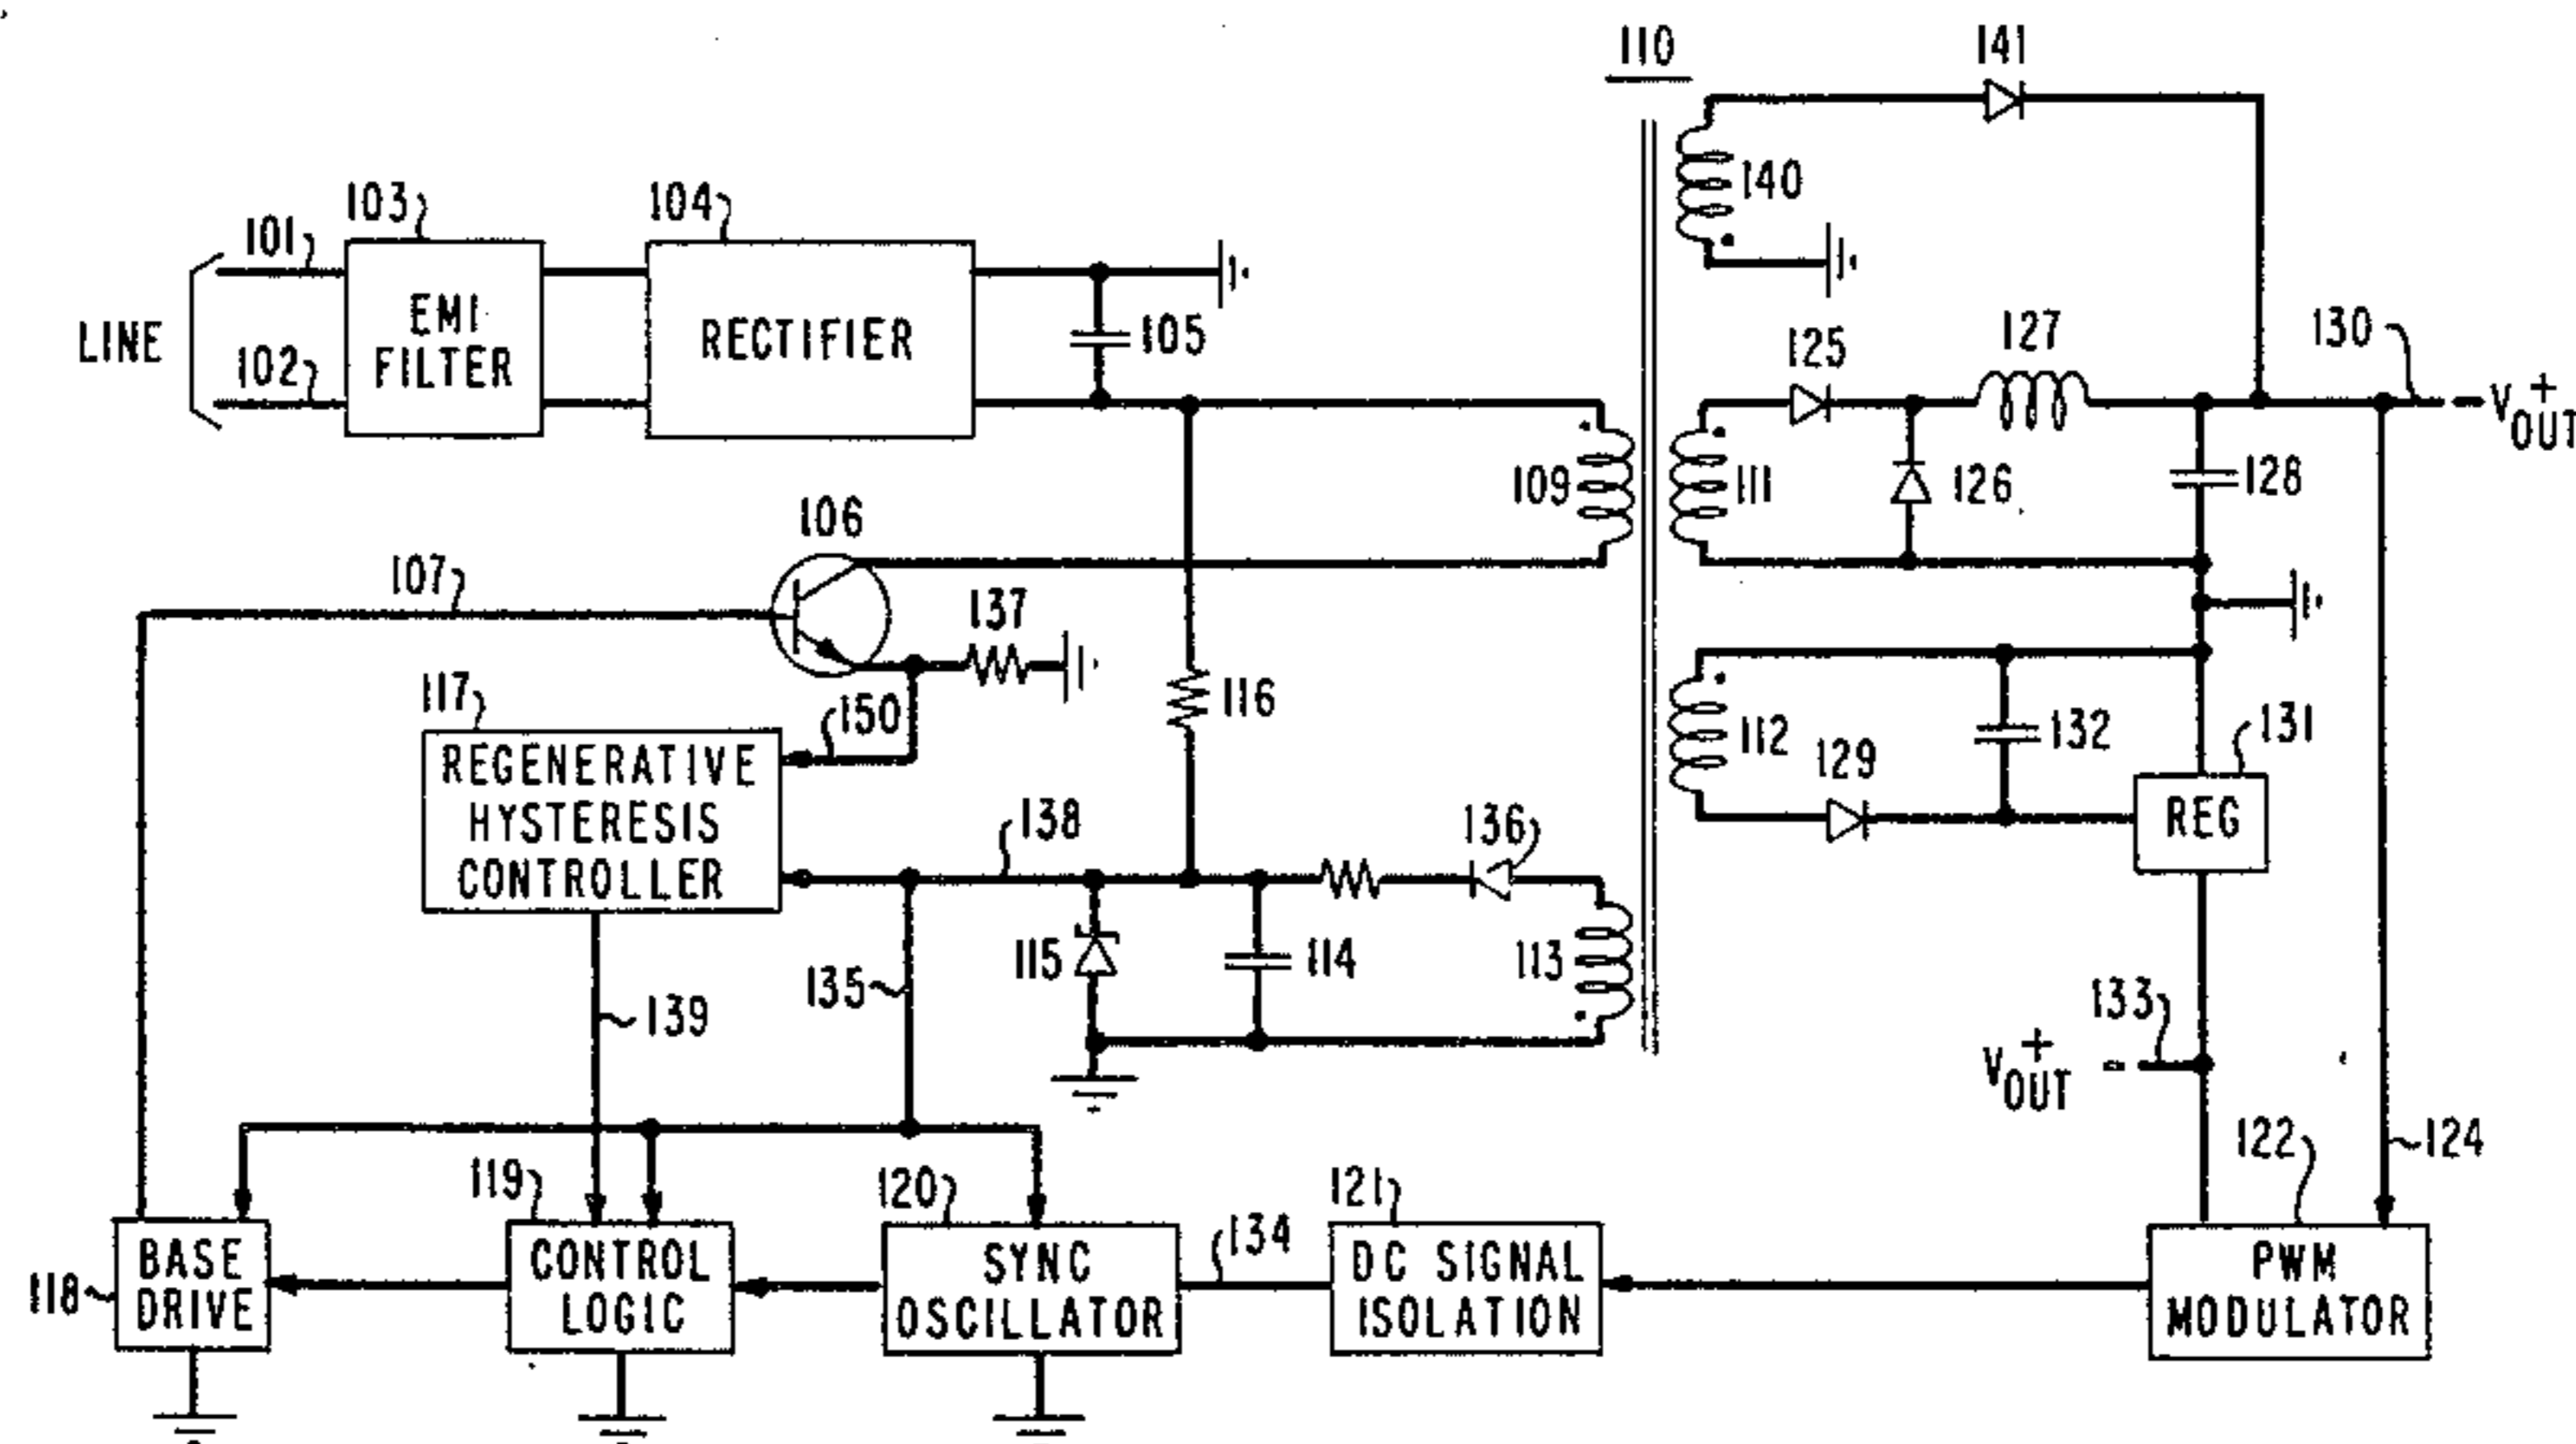 110
141
140
103
104
101
EMI
FILTER
RECTIFIER
105
LINE
102
125
127
130
V+
OUT
109
111
126
128
106
107
137
116
117
150
REGENERATIVE
HYSTERESIS
CONTROLLER
112
132
131
129
REG
138
136
115
114
113
135
139
133
V+
OUT
124
122
119
120
121
134
118
BASE
DRIVE
CONTROL
LOGIC
SYNC
OSCILLATOR
DC SIGNAL
ISOLATION
PWM
MODULATOR